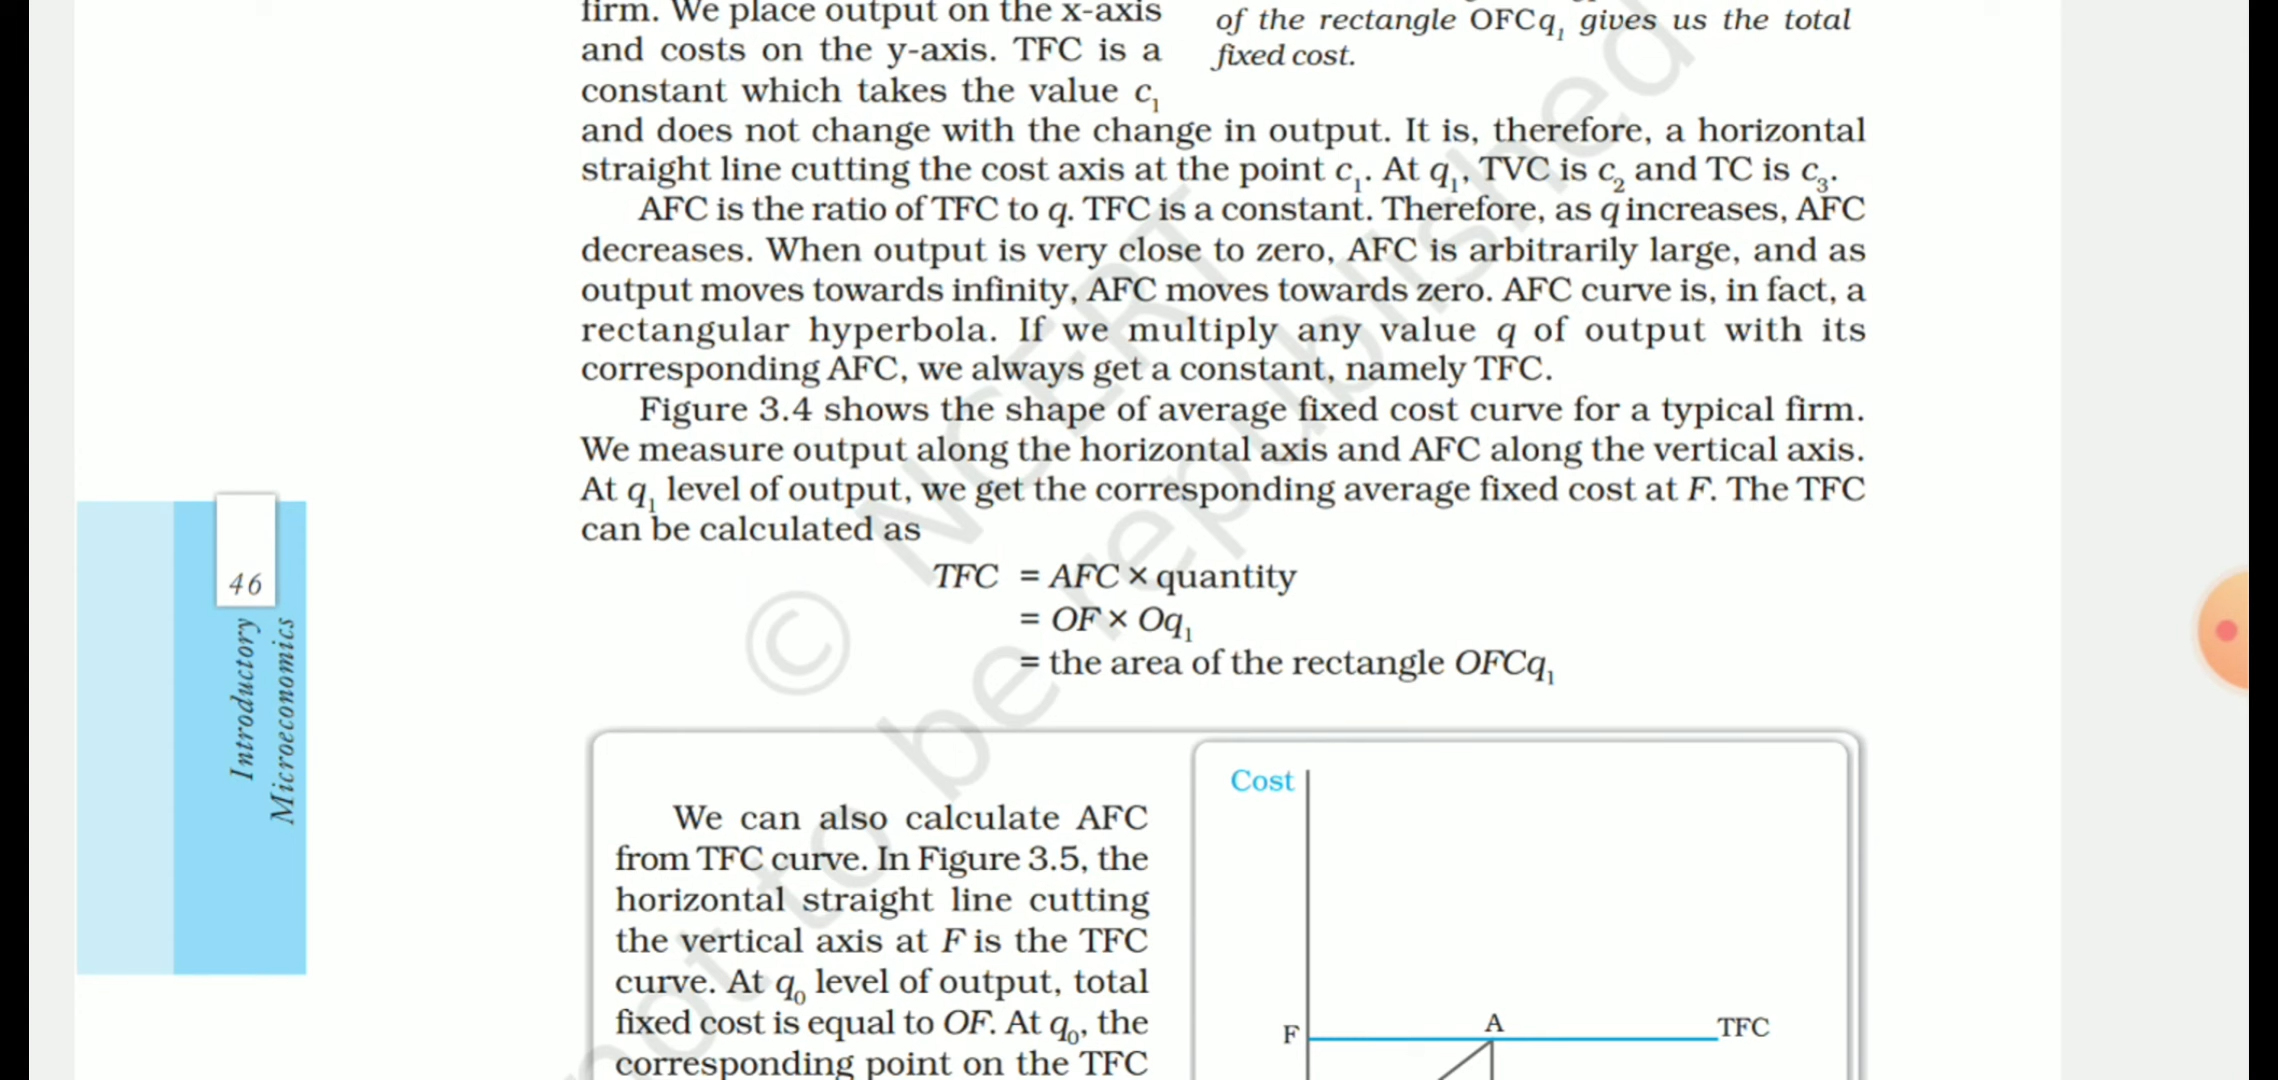 firm. We place output on the x-axis
and costs on the y-axis. TFC is a
constant which takes the value c₁
of the rectangle OFCq₁ gives us the total
fixed cost.
and does not change with the change in output. It is, therefore, a horizontal
straight line cutting the cost axis at the point c₁. At q₁, TVC is c₂ and TC is c₃.
AFC is the ratio of TFC to q. TFC is a constant. Therefore, as q increases, AFC
decreases. When output is very close to zero, AFC is arbitrarily large, and as
output moves towards infinity, AFC moves towards zero. AFC curve is, in fact, a
rectangular hyperbola. If we multiply any value q of output with its
corresponding AFC, we always get a constant, namely TFC.
Figure 3.4 shows the shape of average fixed cost curve for a typical firm.
We measure output along the horizontal axis and AFC along the vertical axis.
At q₁ level of output, we get the corresponding average fixed cost at F. The TFC
can be calculated as
TFC = AFC × quantity
= OF × Oq₁
= the area of the rectangle OFCq₁
46
Introductory
Microeconomics
We can also calculate AFC
from TFC curve. In Figure 3.5, the
horizontal straight line cutting
the vertical axis at F is the TFC
curve. At q₀ level of output, total
fixed cost is equal to OF. At q₀, the
corresponding point on the TFC
Cost
F
A
TFC
© NCERT
not to be republished